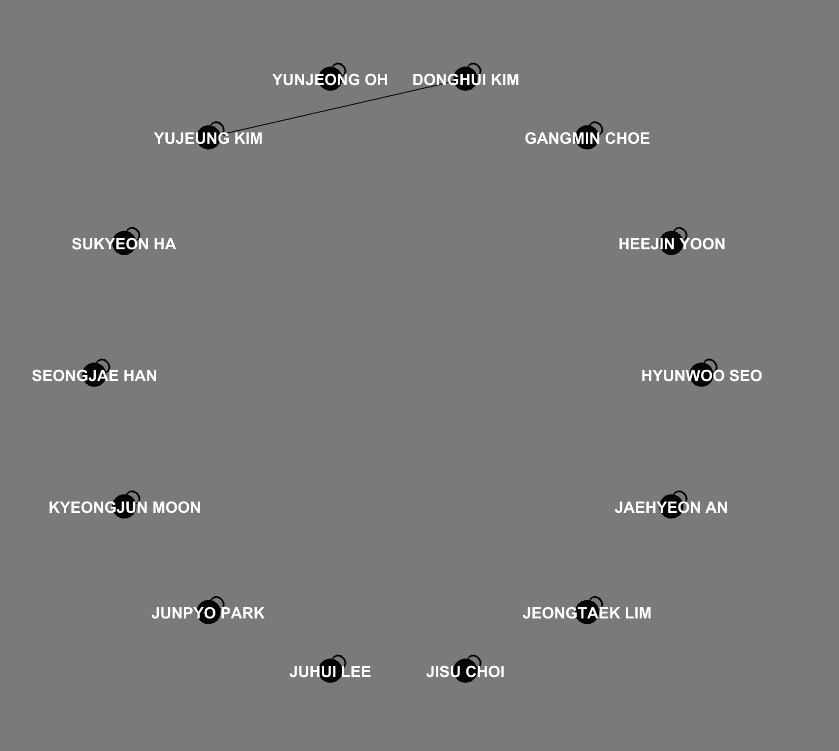 YUNJEONG OH
DONGHUI KIM
YUJEUNG KIM
GANGMIN CHOE
SUKYEON HA
HEEJIN YOON
SEONGJAE HAN
HYUNWOO SEO
KYEONGJUN MOON
JAEHYEON AN
JUNPYO PARK
JEONGTAEK LIM
JUHUI LEE
JISU CHOI